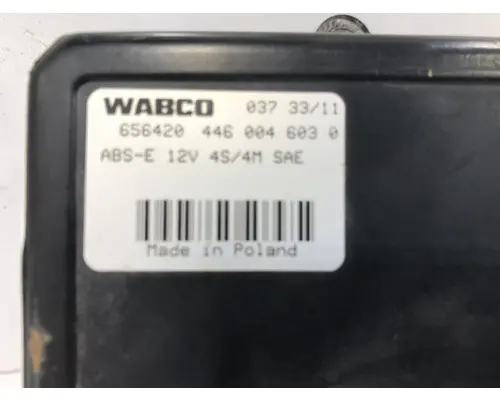 WABCO 037 33/11
656420 446 004 603 0
ABS-E 12V 4S/4M SAE
Made in Poland